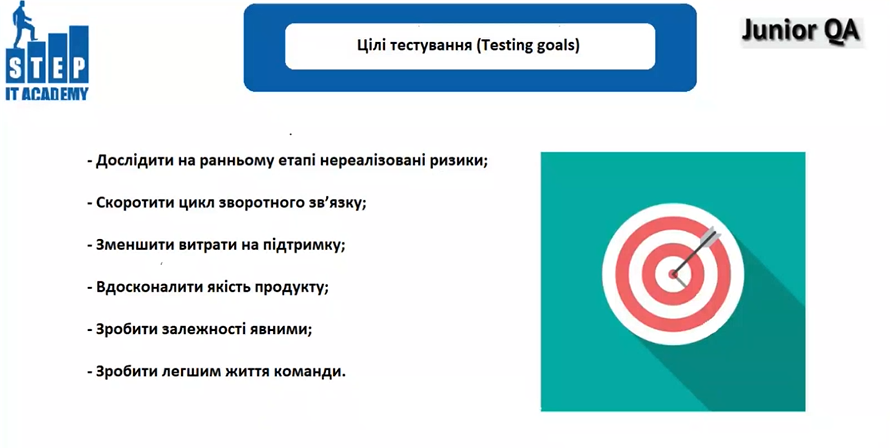 STEP
IT ACADEMY
Цілі тестування (Testing goals)
Junior QA
- Дослідити на ранньому етапі нереалізовані ризики;
- Скоротити цикл зворотного зв’язку;
- Зменшити витрати на підтримку;
- Вдосконалити якість продукту;
- Зробити залежності явними;
- Зробити легшим життя команди.